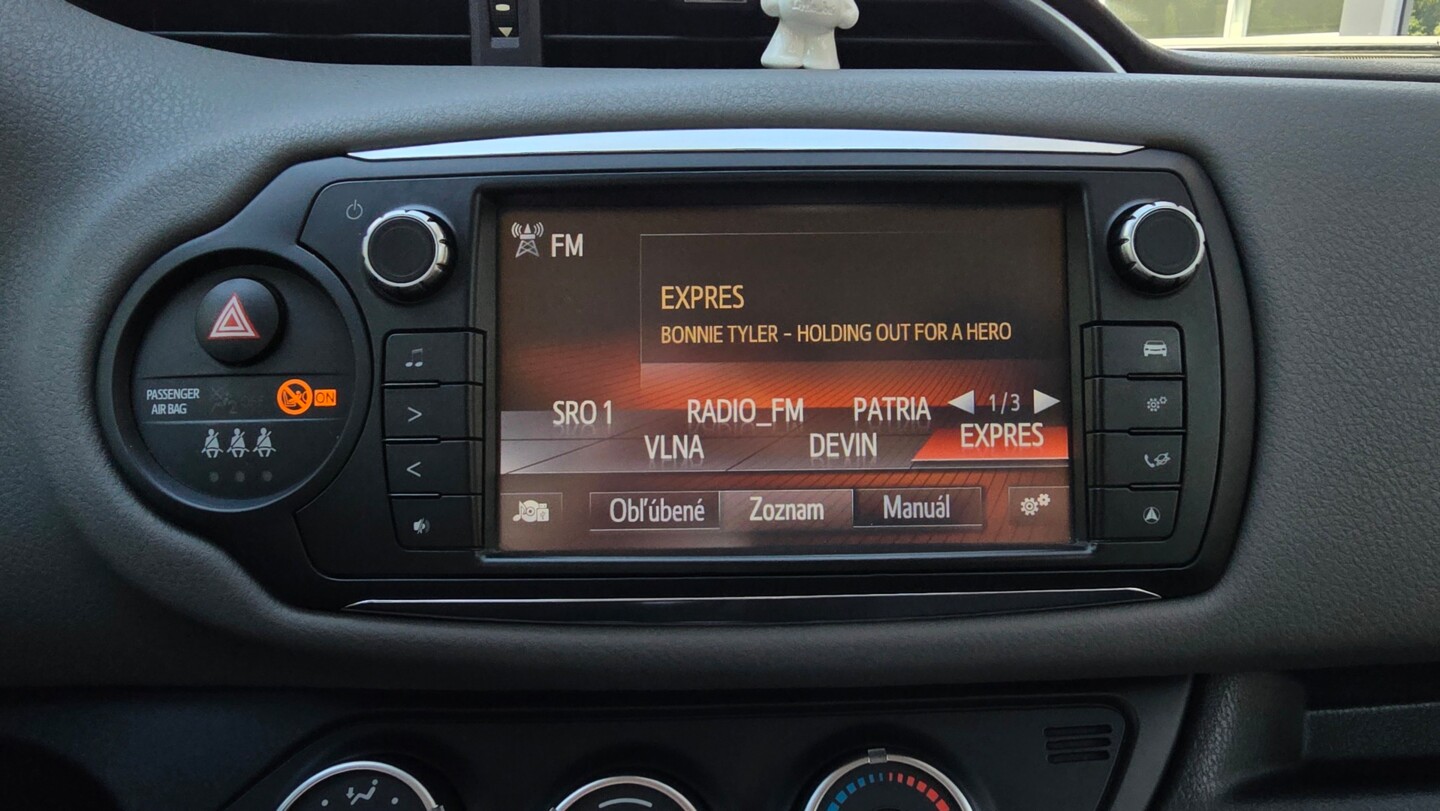 FM
EXPRES
BONNIE TYLER - HOLDING OUT FOR A HERO
PASSENGER
AIR BAG
ON
SRO 1 RADIO_FM PATRIA 1/3
VLNA DEVIN EXPRES
Obľúbené Zoznam Manuál